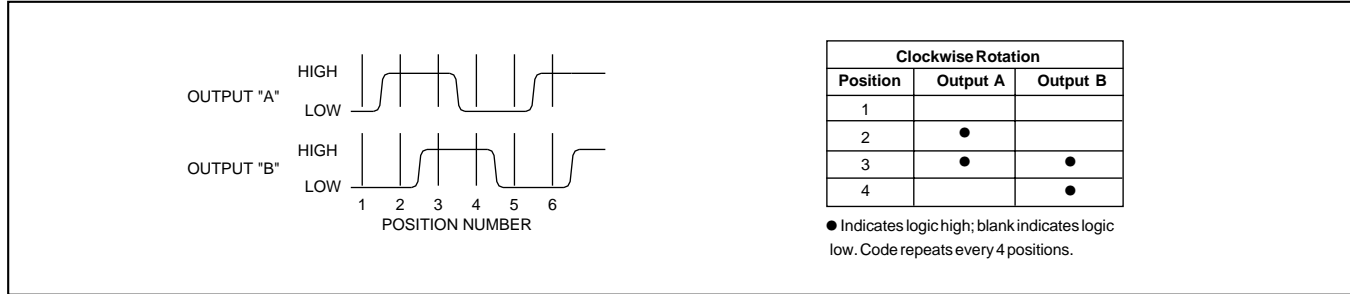 HIGH
OUTPUT "A"
LOW
HIGH
OUTPUT "B"
LOW
1 2 3 4 5 6
POSITION NUMBER
Clockwise Rotation
Position Output A Output B
1
2 ●
3 ● ●
4 ●
● Indicates logic high; blank indicates logic
low. Code repeats every 4 positions.